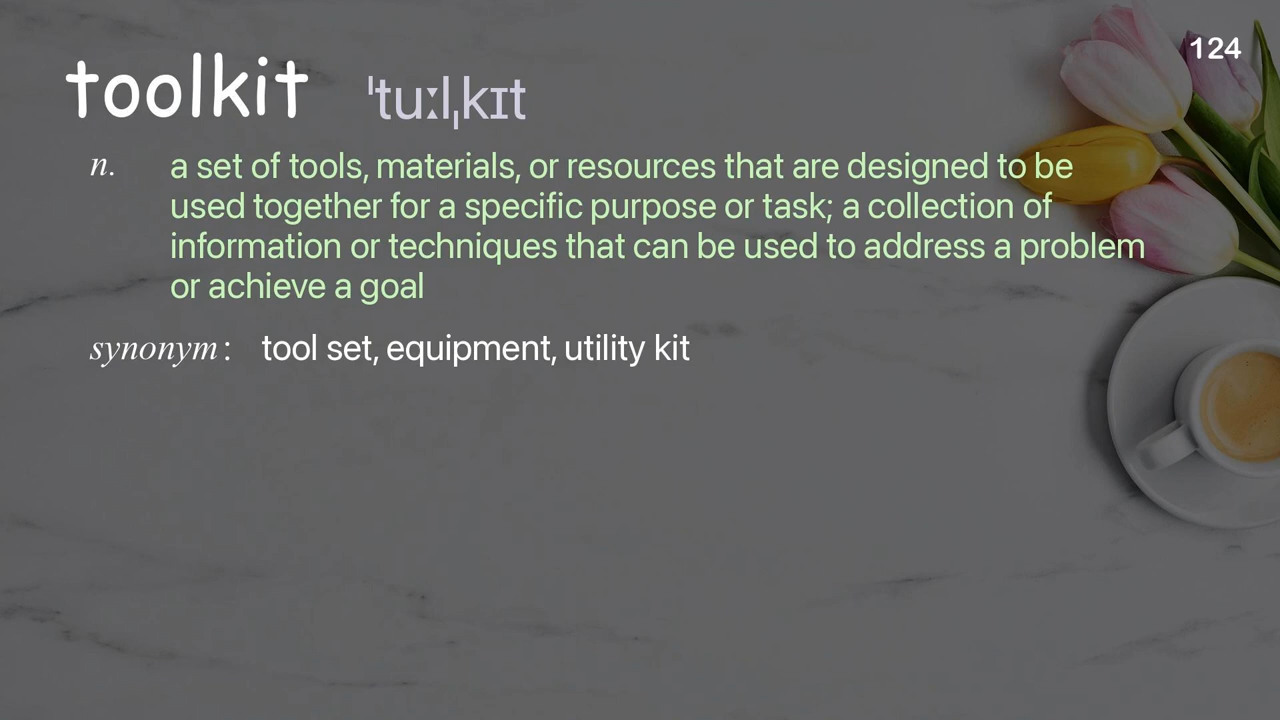 124
toolkit ˈtuːlˌkɪt
n. a set of tools, materials, or resources that are designed to be
used together for a specific purpose or task; a collection of
information or techniques that can be used to address a problem
or achieve a goal
synonym: tool set, equipment, utility kit